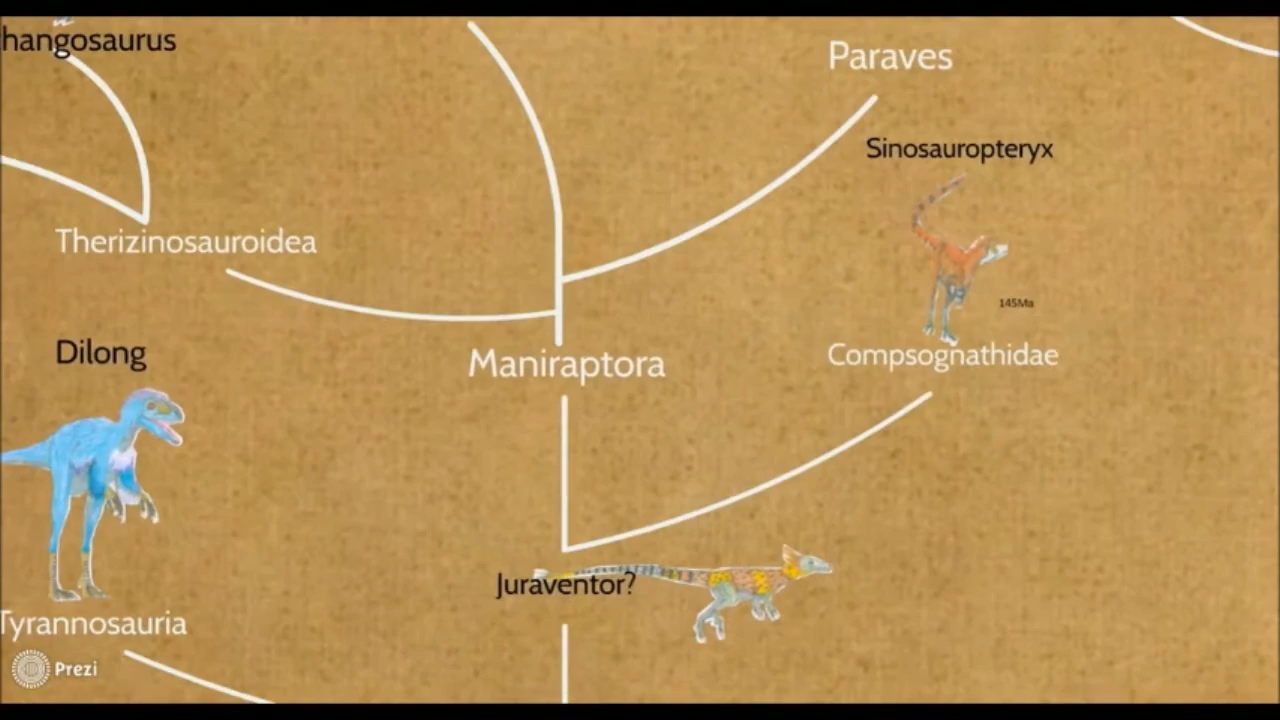 hangosaurus
Paraves
Sinosauropteryx
Therizinosauroidea
145Ma
Dilong
Maniraptora
Compsognathidae
Juraventor?
Tyrannosauria
Prezi